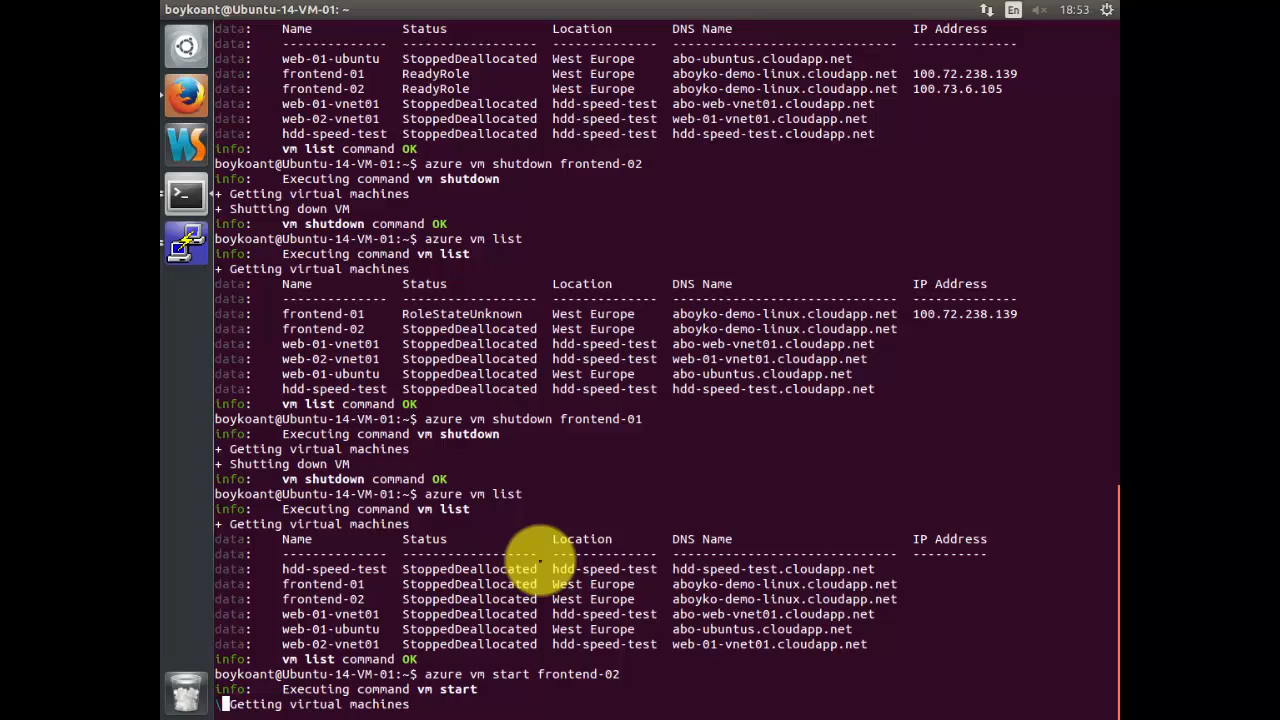 boykoant@Ubuntu-14-VM-01: ~ En 18:53
data: Name Status Location DNS Name IP Address
data: -------------- ------------------ ------------- ------------------------------ -------------
data: web-01-ubuntu StoppedDeallocated West Europe abo-ubuntus.cloudapp.net
data: frontend-01 ReadyRole West Europe aboyko-demo-linux.cloudapp.net 100.72.238.139
data: frontend-02 ReadyRole West Europe aboyko-demo-linux.cloudapp.net 100.73.6.105
data: web-01-vnet01 StoppedDeallocated hdd-speed-test abo-web-vnet01.cloudapp.net
data: web-02-vnet01 StoppedDeallocated hdd-speed-test web-01-vnet01.cloudapp.net
data: hdd-speed-test StoppedDeallocated hdd-speed-test hdd-speed-test.cloudapp.net
info: vm list command OK
boykoant@Ubuntu-14-VM-01:~$ azure vm shutdown frontend-02
info: Executing command vm shutdown
+ Getting virtual machines
+ Shutting down VM
info: vm shutdown command OK
boykoant@Ubuntu-14-VM-01:~$ azure vm list
info: Executing command vm list
+ Getting virtual machines
data: Name Status Location DNS Name IP Address
data: -------------- ------------------ -------------- ------------------------------ --------------
data: frontend-01 RoleStateUnknown West Europe aboyko-demo-linux.cloudapp.net 100.72.238.139
data: frontend-02 StoppedDeallocated West Europe aboyko-demo-linux.cloudapp.net
data: web-01-vnet01 StoppedDeallocated hdd-speed-test abo-web-vnet01.cloudapp.net
data: web-02-vnet01 StoppedDeallocated hdd-speed-test web-01-vnet01.cloudapp.net
data: web-01-ubuntu StoppedDeallocated West Europe abo-ubuntus.cloudapp.net
data: hdd-speed-test StoppedDeallocated hdd-speed-test hdd-speed-test.cloudapp.net
info: vm list command OK
boykoant@Ubuntu-14-VM-01:~$ azure vm shutdown frontend-01
info: Executing command vm shutdown
+ Getting virtual machines
+ Shutting down VM
info: vm shutdown command OK
boykoant@Ubuntu-14-VM-01:~$ azure vm list
info: Executing command vm list
+ Getting virtual machines
data: Name Status Location DNS Name IP Address
data: -------------- ------------------ -------------- ------------------------------ ----------
data: hdd-speed-test StoppedDeallocated hdd-speed-test hdd-speed-test.cloudapp.net
data: frontend-01 StoppedDeallocated West Europe aboyko-demo-linux.cloudapp.net
data: frontend-02 StoppedDeallocated West Europe aboyko-demo-linux.cloudapp.net
data: web-01-vnet01 StoppedDeallocated hdd-speed-test abo-web-vnet01.cloudapp.net
data: web-01-ubuntu StoppedDeallocated West Europe abo-ubuntus.cloudapp.net
data: web-02-vnet01 StoppedDeallocated hdd-speed-test web-01-vnet01.cloudapp.net
info: vm list command OK
boykoant@Ubuntu-14-VM-01:~$ azure vm start frontend-02
info: Executing command vm start
\ Getting virtual machines